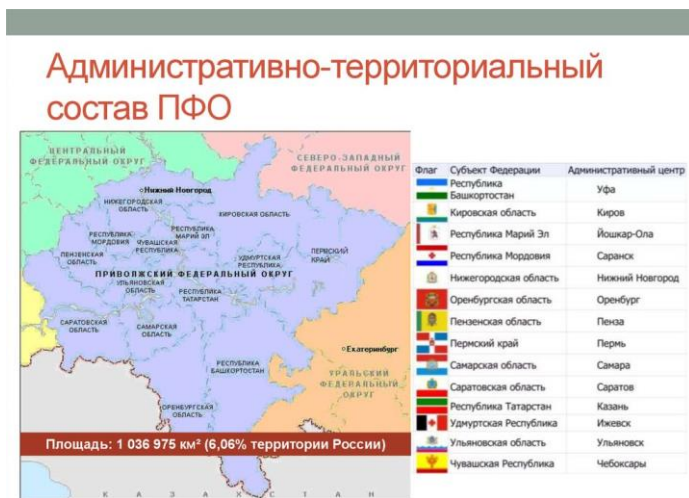 Административно-территориальный
состав ПФО
ЦЕНТРАЛЬНЫЙ
ФЕДЕРАЛЬНЫЙ ОКРУГ
СЕВЕРО-ЗАПАДНЫЙ
ФЕДЕРАЛЬНЫЙ ОКРУГ
Нижний Новгород
НИЖЕГОРОДСКАЯ
ОБЛАСТЬ
КИРОВСКАЯ ОБЛАСТЬ
РЕСПУБЛИКА
МОРДОВИЯ
ЧУВАШСКАЯ
РЕСПУБЛИКА
РЕСПУБЛИКА
МАРИЙ ЭЛ
УДМУРТСКАЯ
РЕСПУБЛИКА
ПЕРМСКИЙ
КРАЙ
ПЕНЗЕНСКАЯ
ОБЛАСТЬ
ПРИВОЛЖСКИЙ ФЕДЕРАЛЬНЫЙ ОКРУГ
УЛЬЯНОВСКАЯ
ОБЛАСТЬ
РЕСПУБЛИКА
ТАТАРСТАН
САРАТОВСКАЯ
ОБЛАСТЬ
САМАРСКАЯ
ОБЛАСТЬ
Екатеринбург
РЕСПУБЛИКА
БАШКОРТОСТАН
УРАЛЬСКИЙ
ФЕДЕРАЛЬНЫЙ
ОКРУГ
ОРЕНБУРГСКАЯ
ОБЛАСТЬ
Площадь: 1 036 975 км² (6,06% территории России)
К А З А Х С Т А Н
Флаг Субъект Федерации Административный центр
Республика
Башкортостан Уфа
Кировская область Киров
Республика Марий Эл Йошкар-Ола
Республика Мордовия Саранск
Нижегородская область Нижний Новгород
Оренбургская область Оренбург
Пензенская область Пенза
Пермский край Пермь
Самарская область Самара
Саратовская область Саратов
Республика Татарстан Казань
Удмуртская Республика Ижевск
Ульяновская область Ульяновск
Чувашская Республика Чебоксары